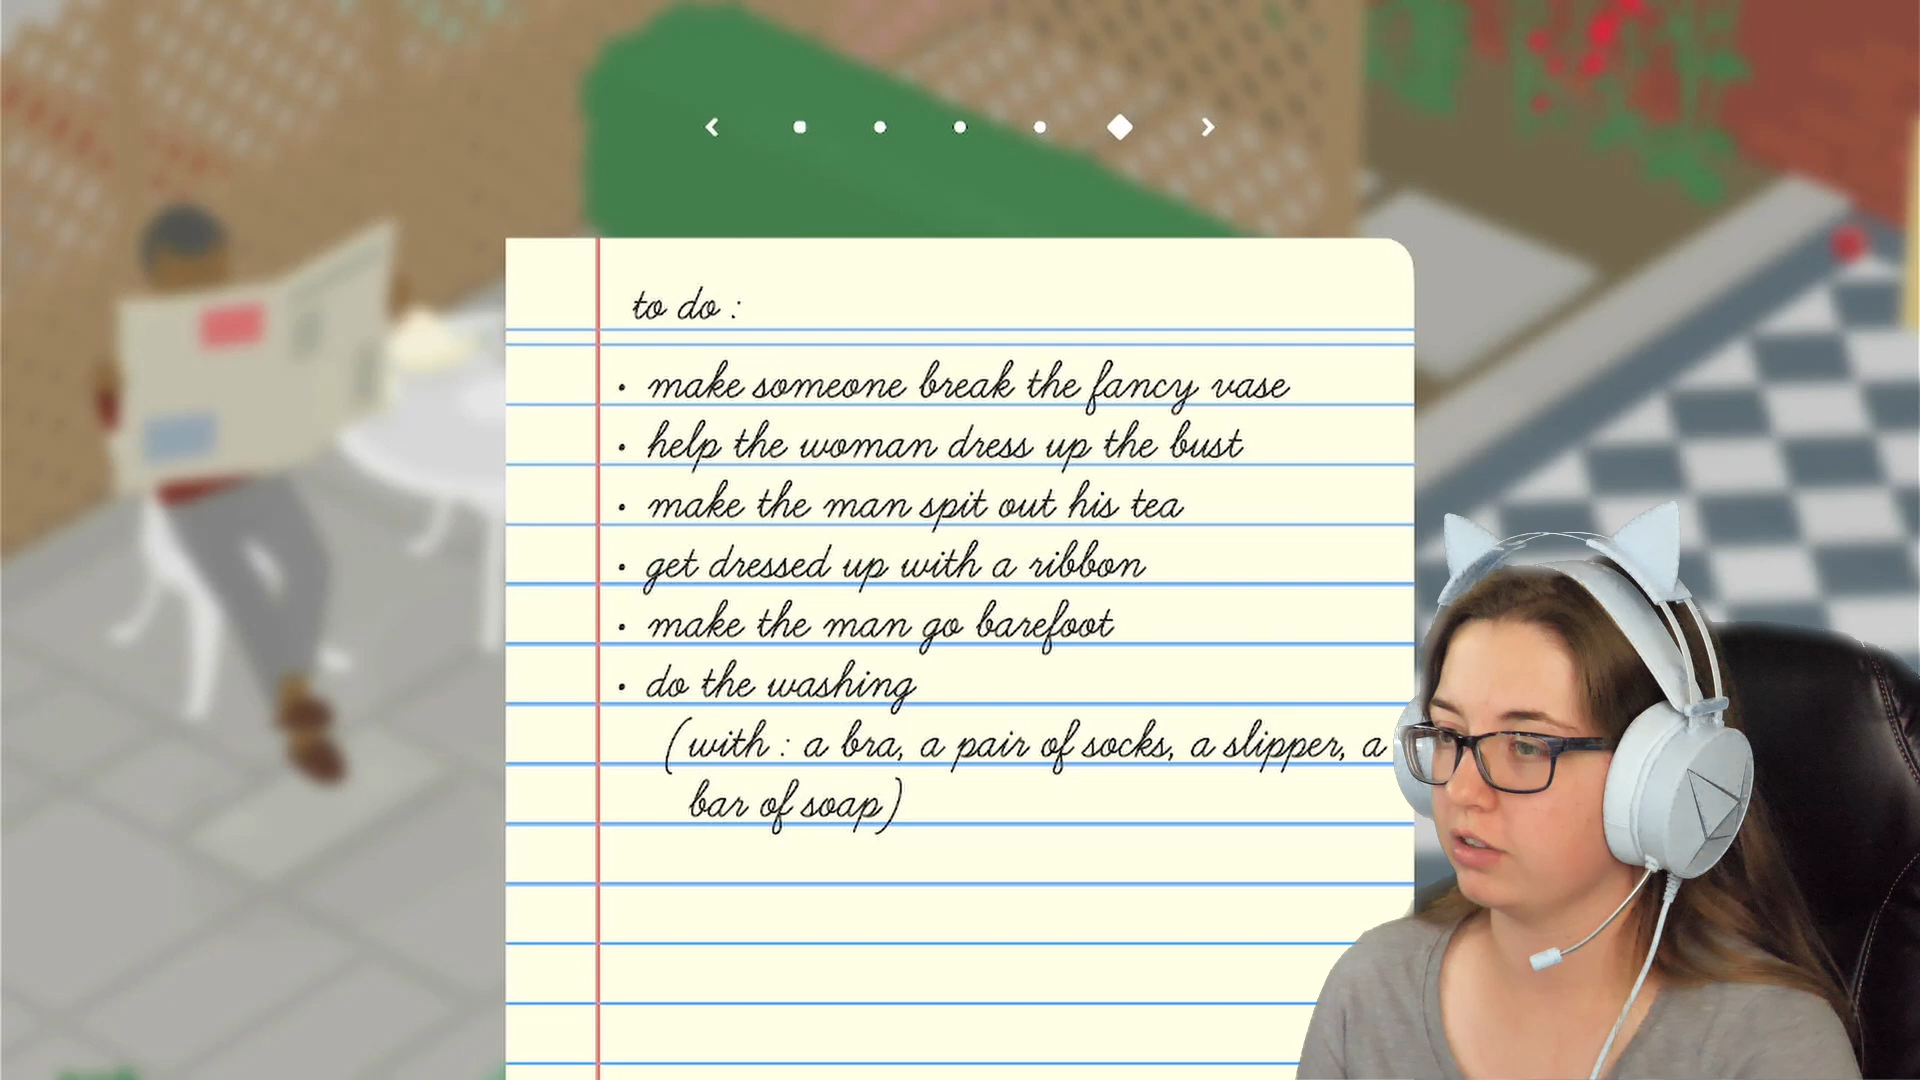 to do :
• make someone break the fancy vase
• help the woman dress up the bust
• make the man spit out his tea
• get dressed up with a ribbon
• make the man go barefoot
• do the washing
(with : a bra, a pair of socks, a slipper, a
bar of soap)